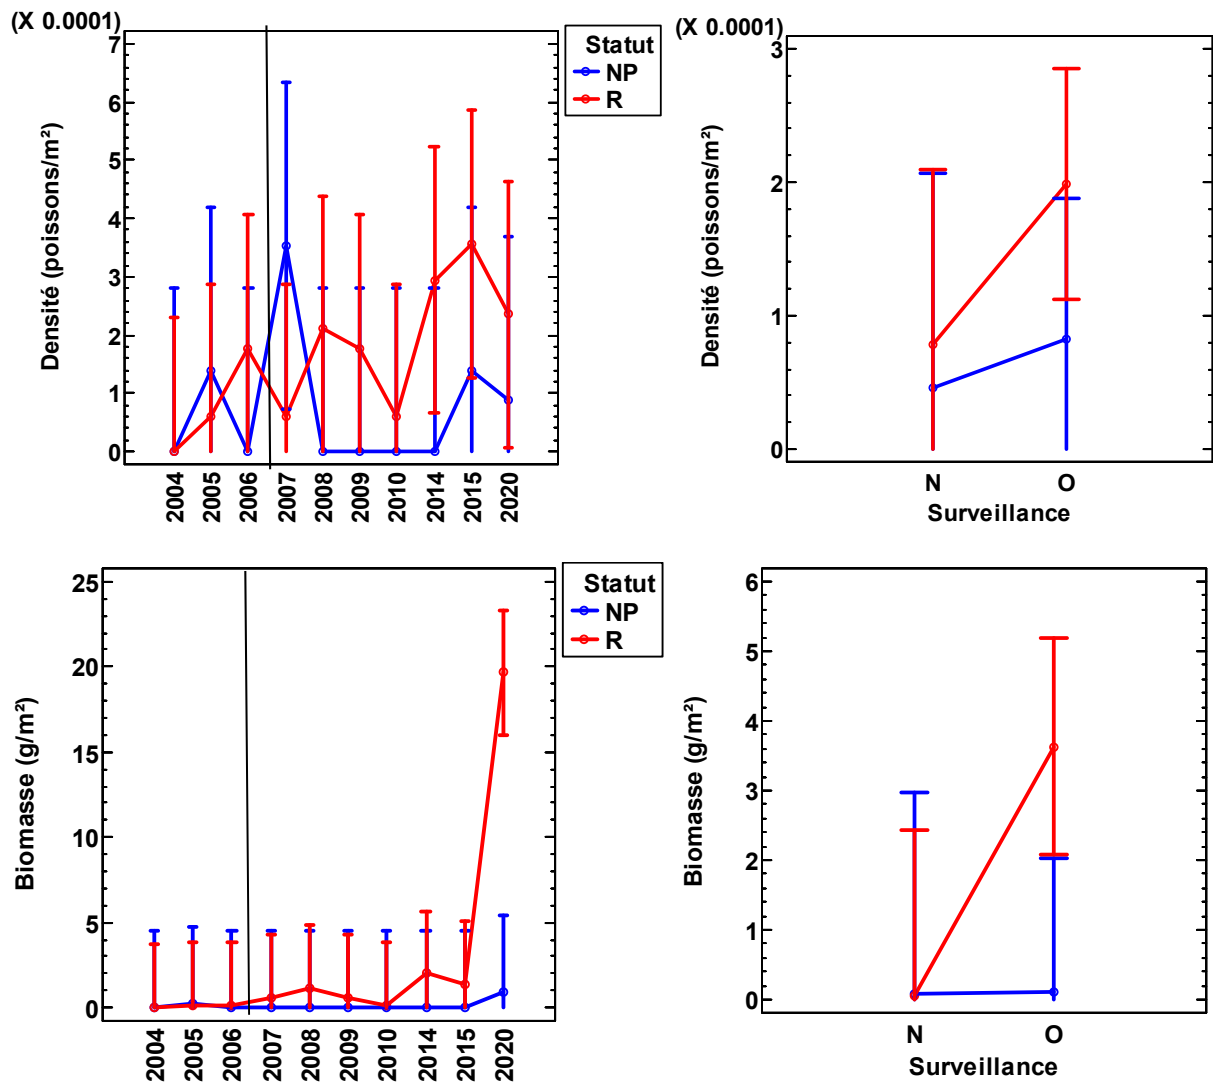 (X 0.0001)
7
6
5
4
3
2
1
0
Densité (poissons/m²)
2004
2005
2006
2007
2008
2009
2010
2014
2015
2020
Statut
NP
R
(X 0.0001)
3
2
1
0
Densité (poissons/m²)
N
O
Surveillance
25
20
15
10
5
0
Biomasse (g/m²)
2004
2005
2006
2007
2008
2009
2010
2014
2015
2020
Statut
NP
R
6
5
4
3
2
1
0
Biomasse (g/m²)
N
O
Surveillance